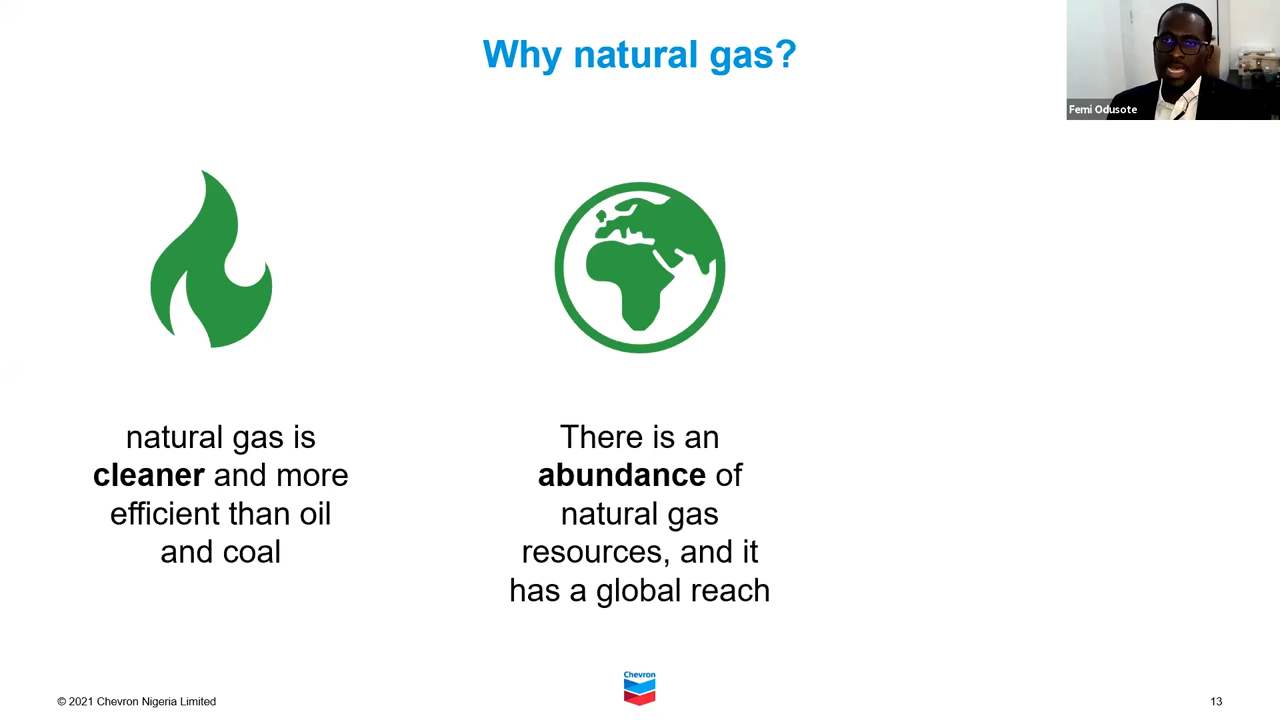 Why natural gas?
Femi Odusote
natural gas is
cleaner and more
efficient than oil
and coal
There is an
abundance of
natural gas
resources, and it
has a global reach
© 2021 Chevron Nigeria Limited
Chevron
13